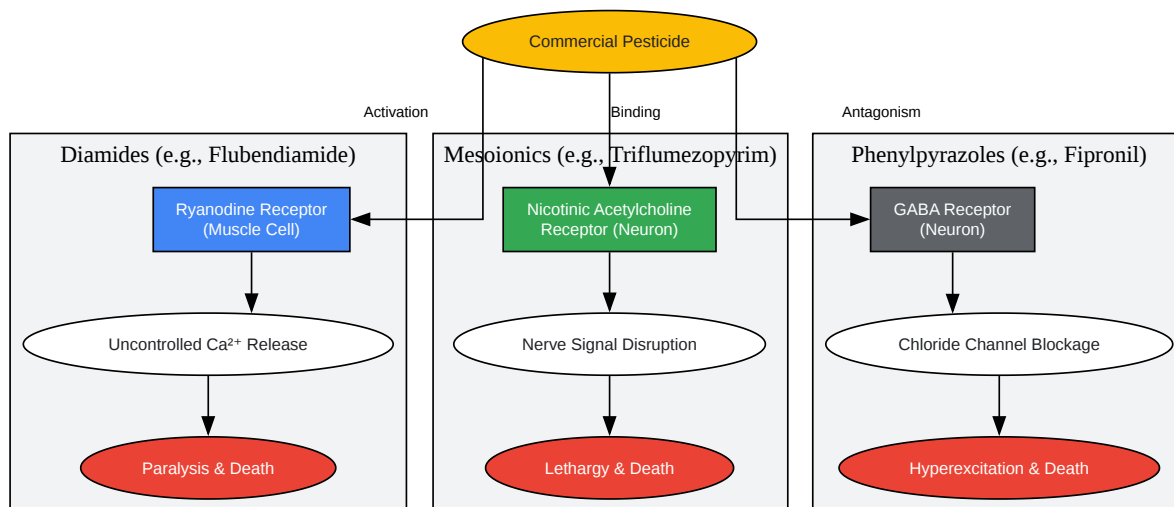 Commercial Pesticide
Activation
Binding
Antagonism
Diamides (e.g., Flubendiamide)
Mesoionics (e.g., Triflumezopyrim)
Phenylpyrazoles (e.g., Fipronil)
Ryanodine Receptor
(Muscle Cell)
Nicotinic Acetylcholine
Receptor (Neuron)
GABA Receptor
(Neuron)
Uncontrolled Ca²⁺ Release
Nerve Signal Disruption
Chloride Channel Blockage
Paralysis & Death
Lethargy & Death
Hyperexcitation & Death